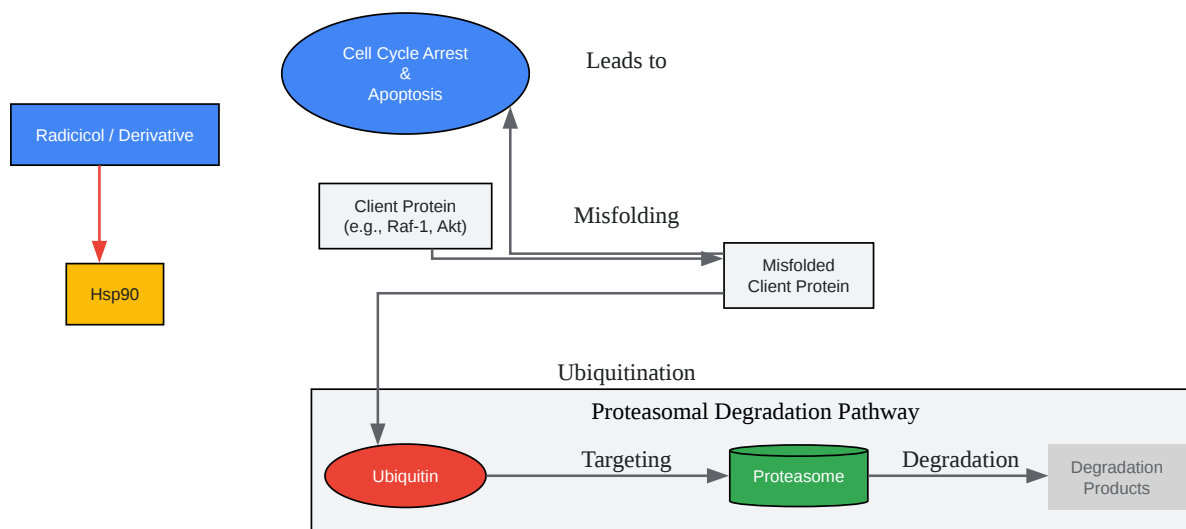 Cell Cycle Arrest
&
Apoptosis
Leads to
Radicicol / Derivative
Client Protein
(e.g., Raf-1, Akt)
Misfolding
Hsp90
Misfolded
Client Protein
Ubiquitination
Proteasomal Degradation Pathway
Ubiquitin
Targeting
Proteasome
Degradation
Degradation
Products